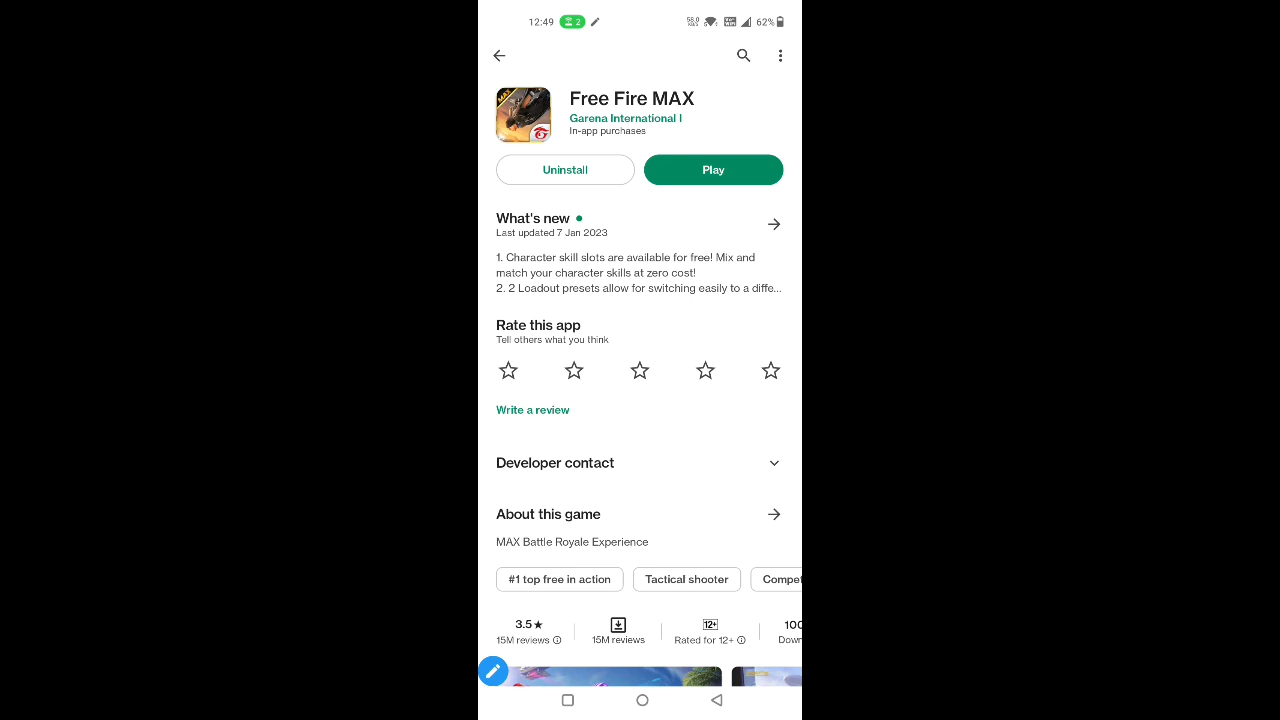 12:49
2
62%
Free Fire MAX
Garena International I
In-app purchases
Uninstall
Play
What's new
Last updated 7 Jan 2023
1. Character skill slots are available for free! Mix and
match your character skills at zero cost!
2. 2 Loadout presets allow for switching easily to a diffe...
Rate this app
Tell others what you think
Write a review
Developer contact
About this game
MAX Battle Royale Experience
#1 top free in action
Tactical shooter
Compet
3.5★
15M reviews
15M reviews
12+
Rated for 12+
100
Down